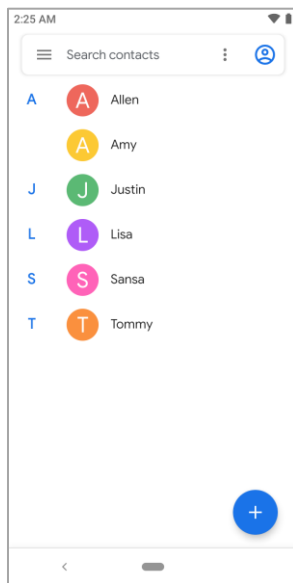 2:25 AM
Search contacts
A A Allen
A Amy
J J Justin
L L Lisa
S S Sansa
T T Tommy
+